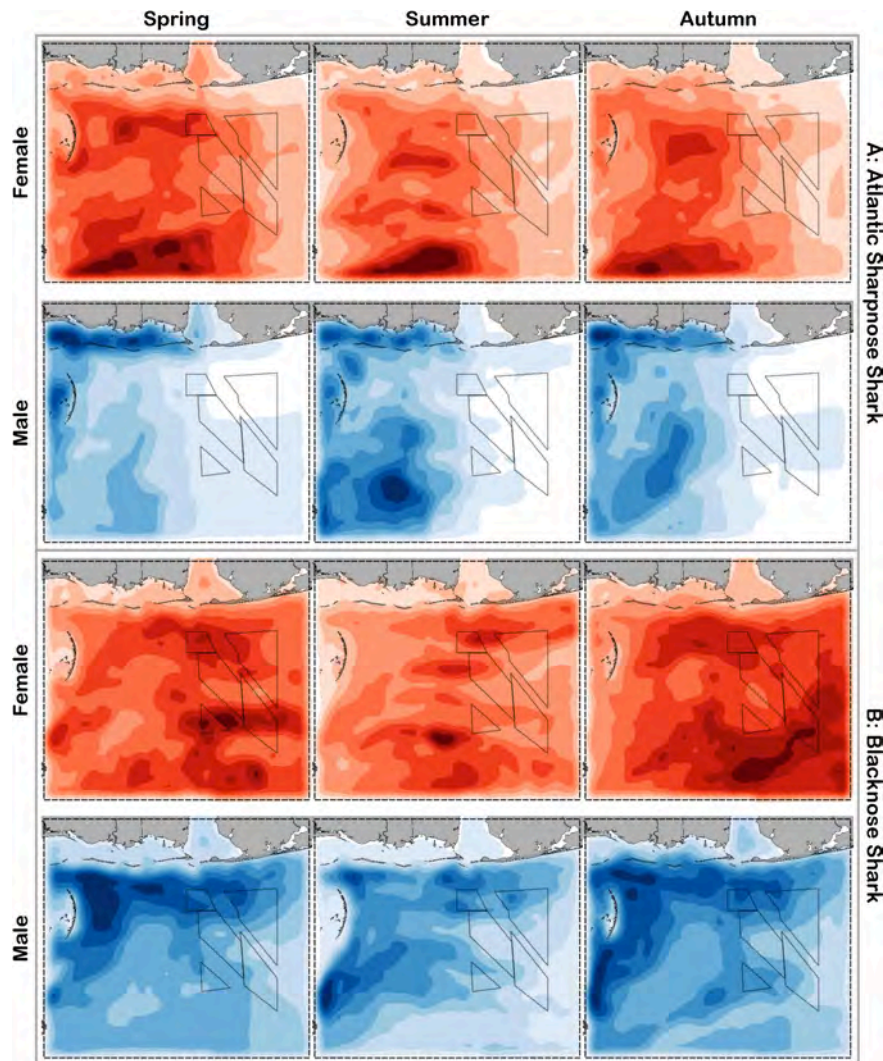 Spring Summer Autumn
Female
Male
A: Atlantic Sharpnose Shark
Female
Male
B: Blacknose Shark